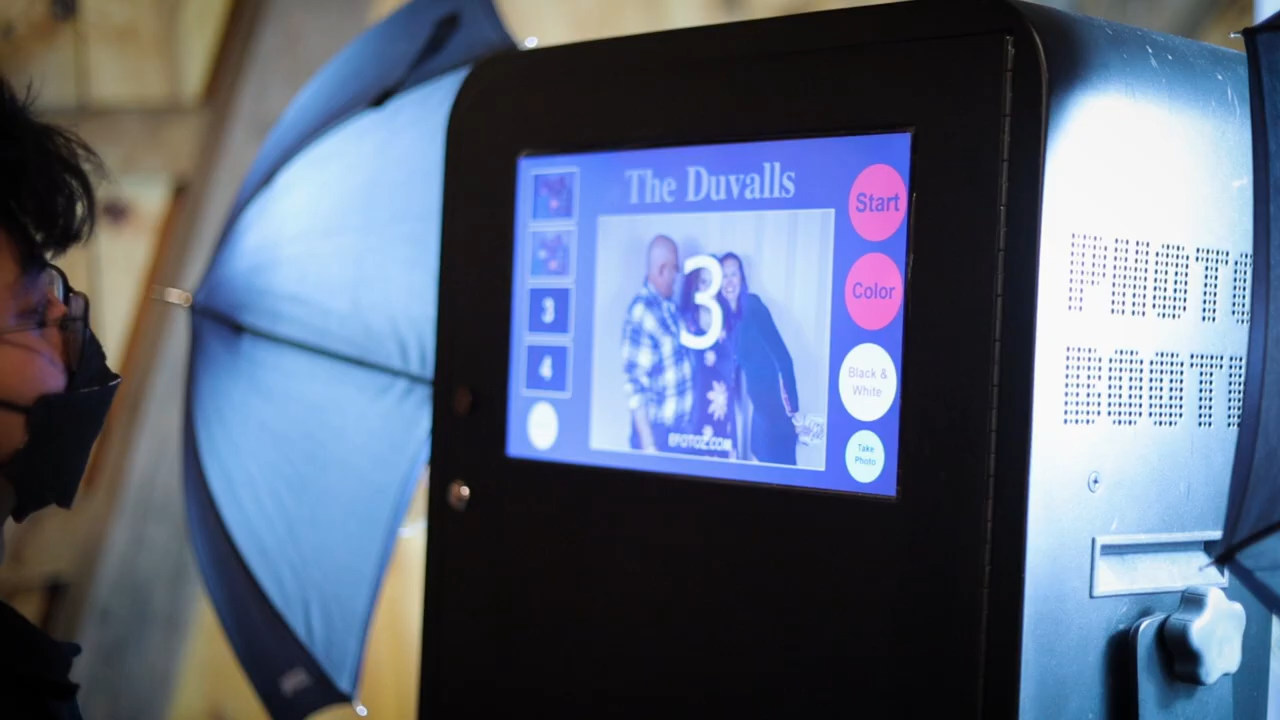 The Duvalls
Start
Color
3
3
4
Black &
White
Take
Photo
EFOTOZ.COM
PHOTO
BOOTH